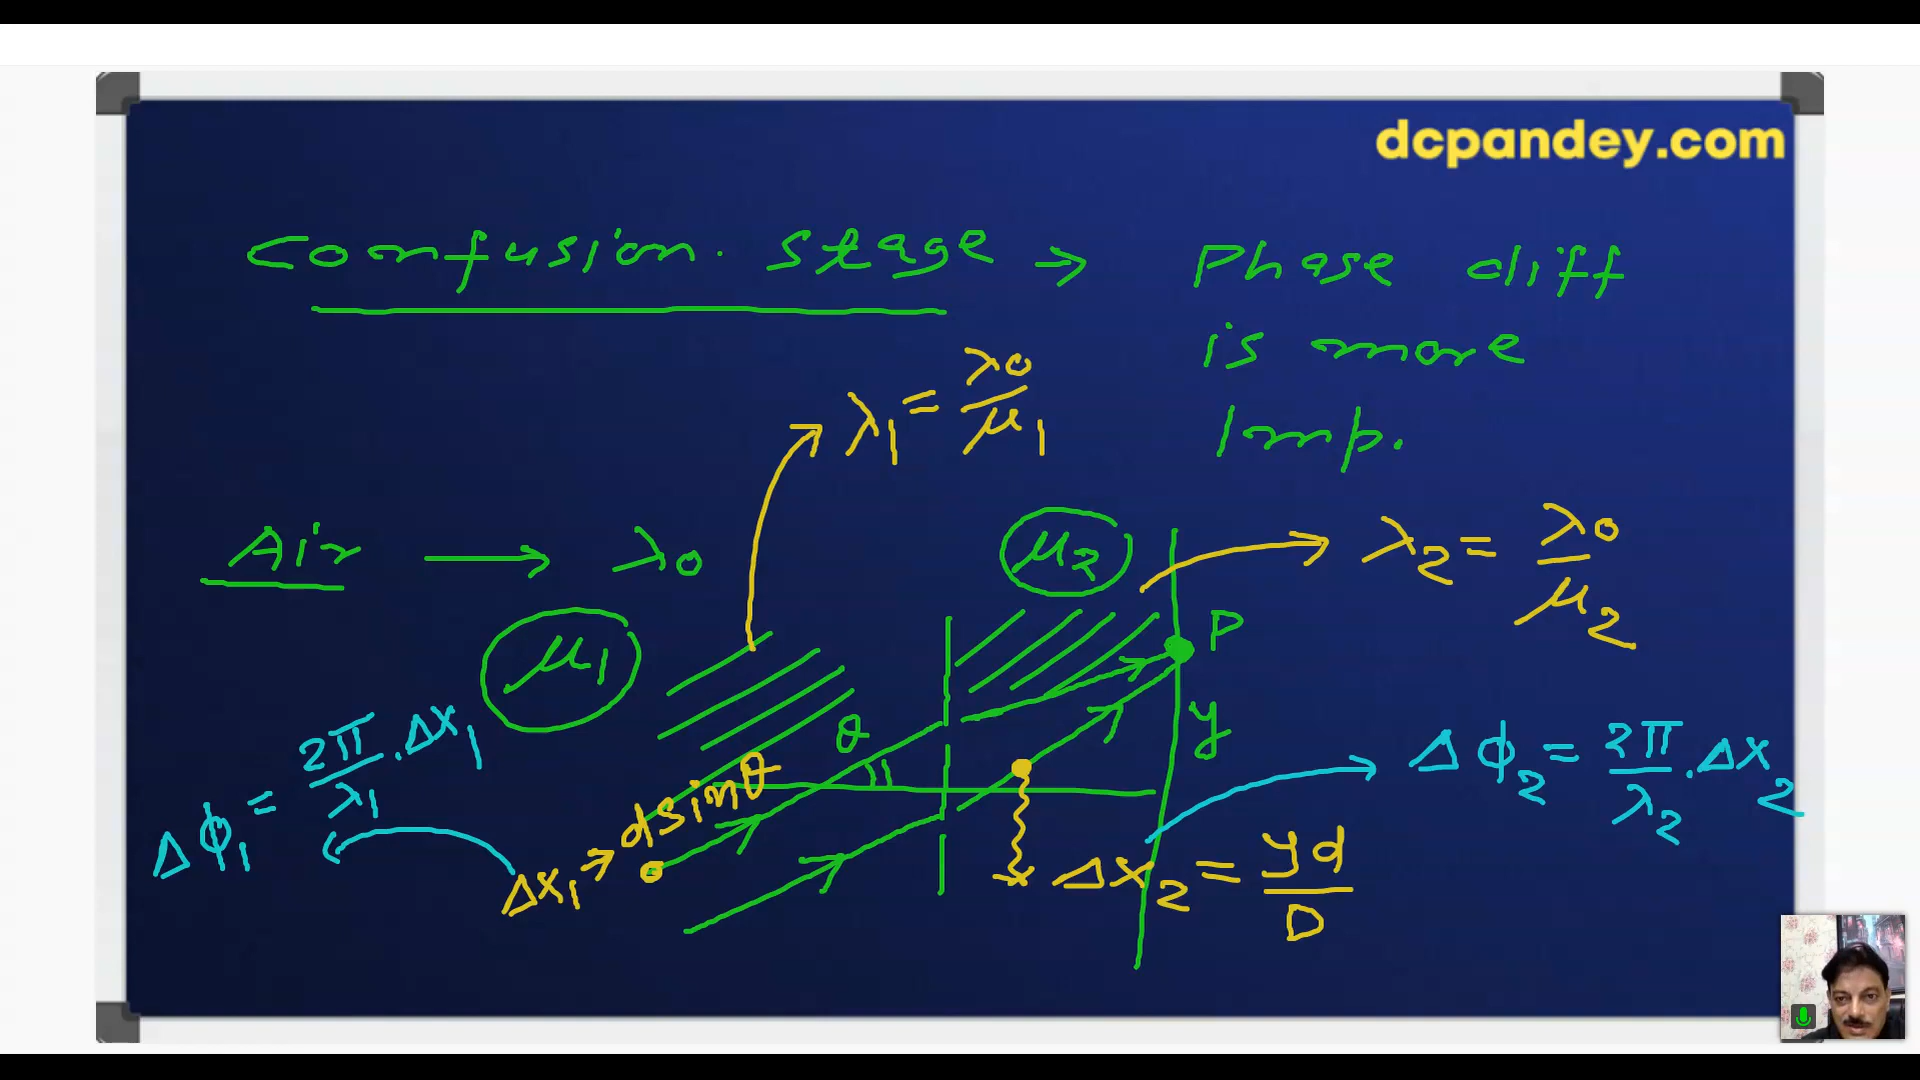 dcpandey.com
Confusion. Stage → Phase diff
is more
Imp.
λ₁ = λ₀/μ₁
Air → λ₀
μ₂
λ₂ = λ₀/μ₂
μ₁
P
θ
y
Δφ₁ = 2π/λ₁ . Δx₁
Δφ₂ = 2π/λ₂ . Δx₂
Δx₁ → dsinθ
Δx₂ = yd/D